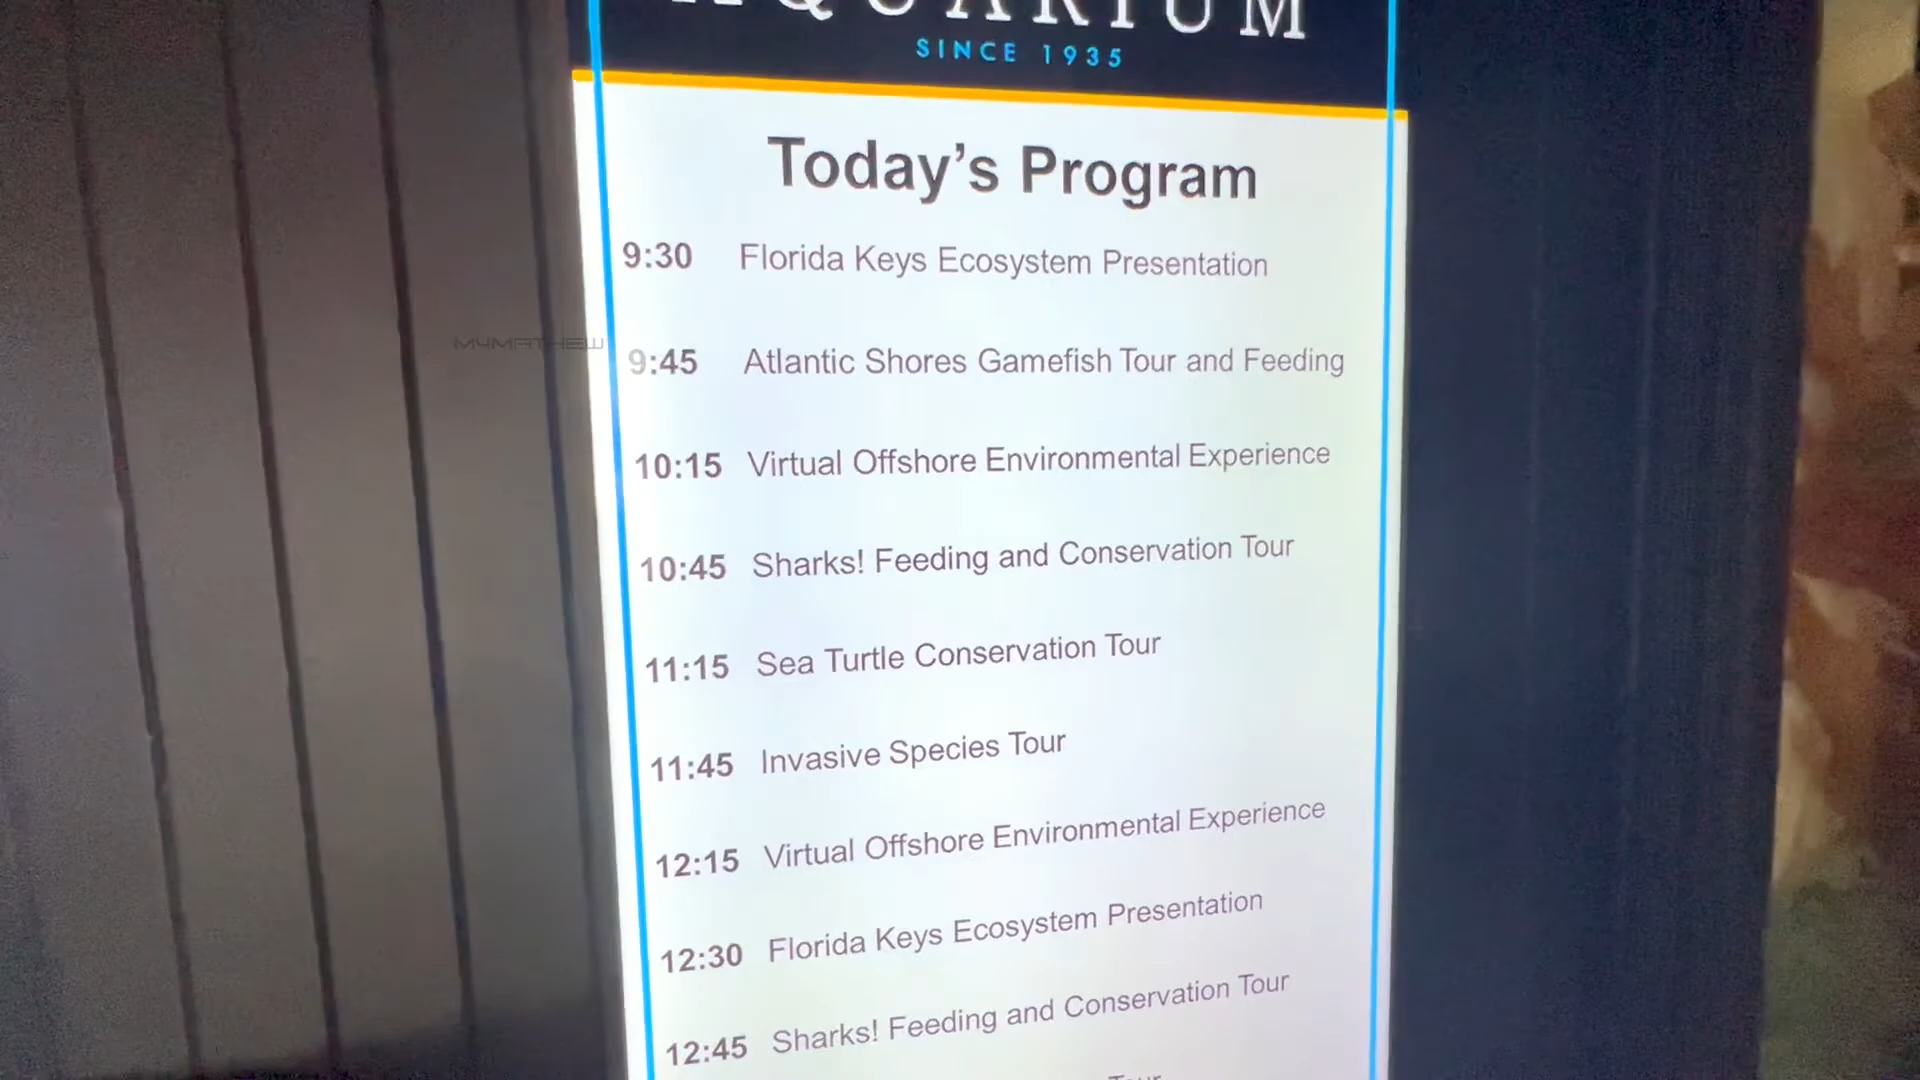 AQUARIUM
SINCE 1935
Today's Program
9:30 Florida Keys Ecosystem Presentation
9:45 Atlantic Shores Gamefish Tour and Feeding
MYMATHEW
10:15 Virtual Offshore Environmental Experience
10:45 Sharks! Feeding and Conservation Tour
11:15 Sea Turtle Conservation Tour
11:45 Invasive Species Tour
12:15 Virtual Offshore Environmental Experience
12:30 Florida Keys Ecosystem Presentation
12:45 Sharks! Feeding and Conservation Tour
Tour